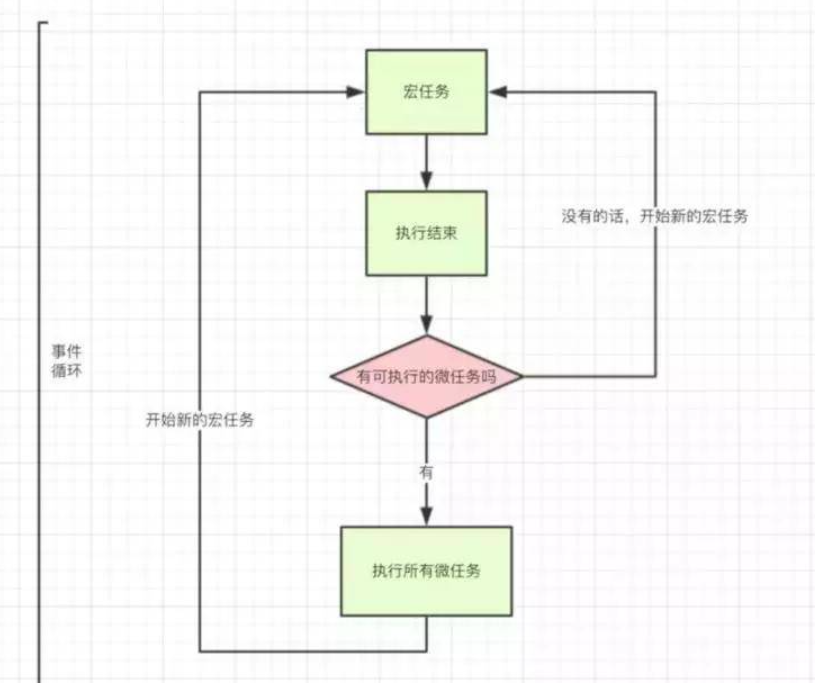 宏任务
没有的话，开始新的宏任务
执行结束
事件
循环
有可执行的微任务吗
开始新的宏任务
有
执行所有微任务